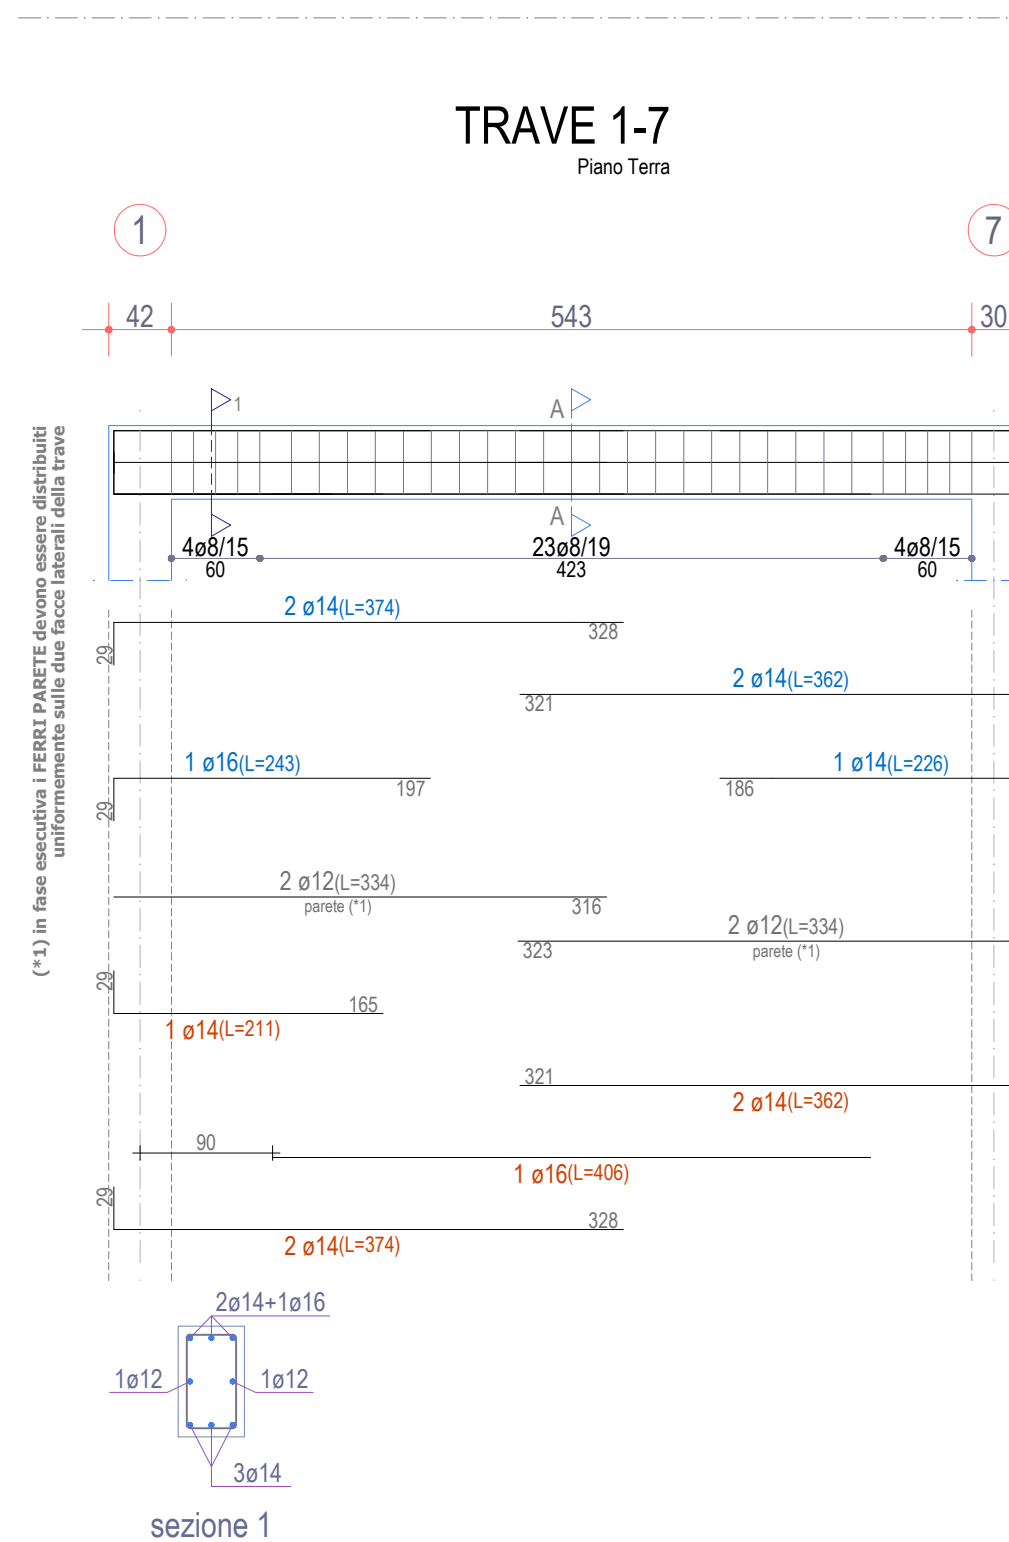 TRAVE 1-7
Piano Terra
1
7
42
543
30
1
A
A
4ø8/15
23ø8/19
4ø8/15
60
423
60
(*1) in fase esecutiva i FERRI PARETE devono essere distribuiti
uniformemente sulle due facce laterali della trave
2 ø14(L=374)
328
29
2 ø14(L=362)
321
1 ø16(L=243)
197
29
1 ø14(L=226)
186
2 ø12(L=334)
parete (*1)
316
2 ø12(L=334)
parete (*1)
323
29
165
1 ø14(L=211)
321
2 ø14(L=362)
90
1 ø16(L=406)
29
328
2 ø14(L=374)
2ø14+1ø16
1ø12
1ø12
3ø14
sezione 1